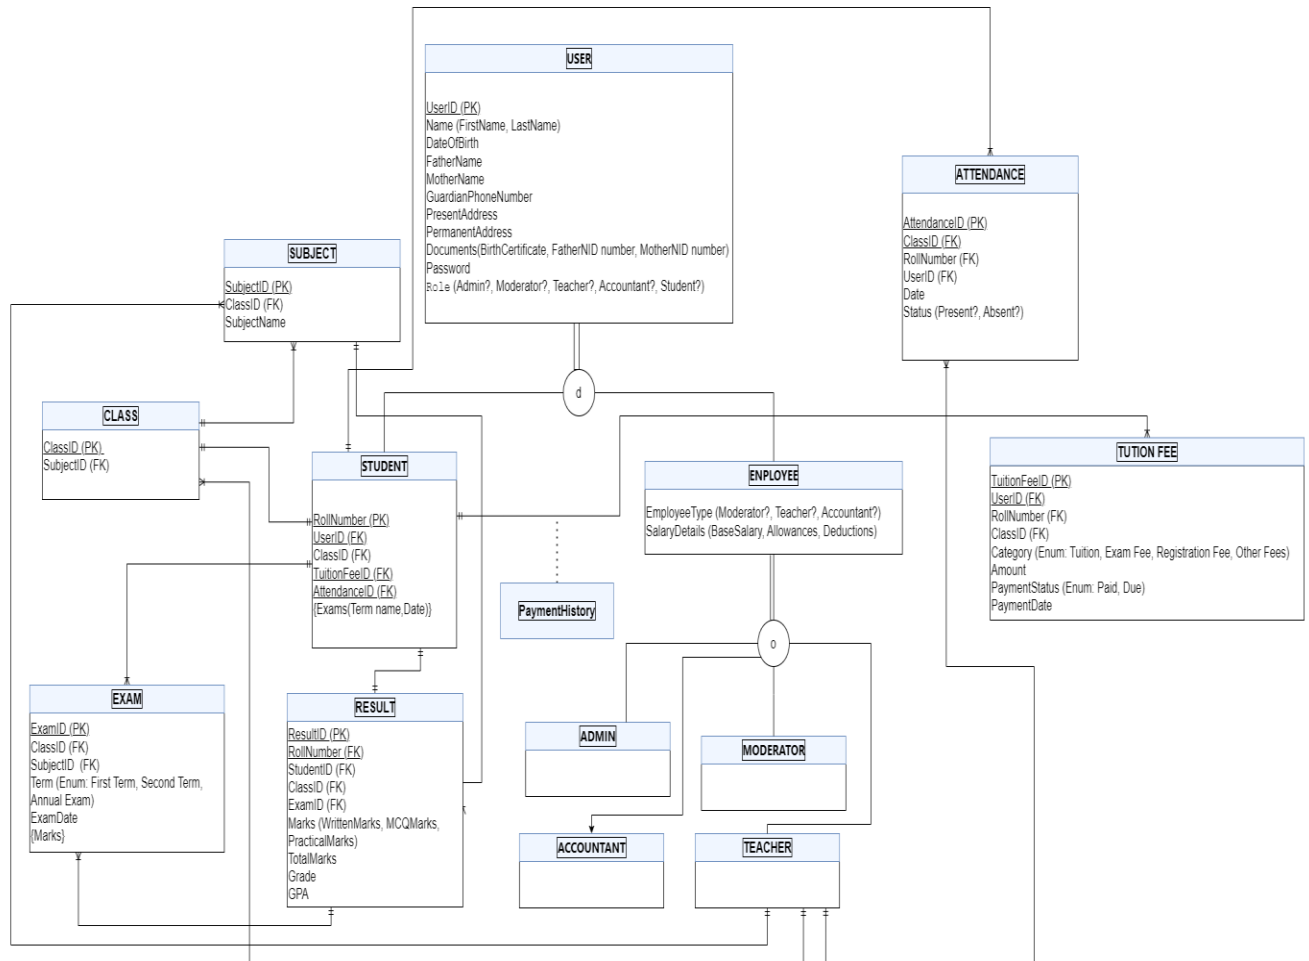 USER
UserID (PK)
Name (FirstName, LastName)
DateOfBirth
FatherName
MotherName
GuardianPhoneNumber
PresentAddress
PermanentAddress
Documents(BirthCertificate, FatherNID number, MotherNID number)
Password
Role (Admin?, Moderator?, Teacher?, Accountant?, Student?)
ATTENDANCE
AttendanceID (PK)
ClassID (FK)
RollNumber (FK)
UserID (FK)
Date
Status (Present?, Absent?)
SUBJECT
SubjectID (PK)
ClassID (FK)
SubjectName
d
CLASS
ClassID (PK)
SubjectID (FK)
STUDENT
RollNumber (PK)
UserID (FK)
ClassID (FK)
TuitionFeeID (FK)
AttendanceID (FK)
{Exams(Term name,Date)}
ENPLOYEE
EmployeeType (Moderator?, Teacher?, Accountant?)
SalaryDetails (BaseSalary, Allowances, Deductions)
TUTION FEE
TuitionFeeID (PK)
UserID (FK)
RollNumber (FK)
ClassID (FK)
Category (Enum: Tuition, Exam Fee, Registration Fee, Other Fees)
Amount
PaymentStatus (Enum: Paid, Due)
PaymentDate
PaymentHistory
o
EXAM
ExamID (PK)
ClassID (FK)
SubjectID (FK)
Term (Enum: First Term, Second Term,
Annual Exam)
ExamDate
{Marks}
RESULT
ResultID (PK)
RollNumber (FK)
StudentID (FK)
ClassID (FK)
ExamID (FK)
Marks (WrittenMarks, MCQMarks,
PracticalMarks)
TotalMarks
Grade
GPA
ADMIN
MODERATOR
ACCOUNTANT
TEACHER